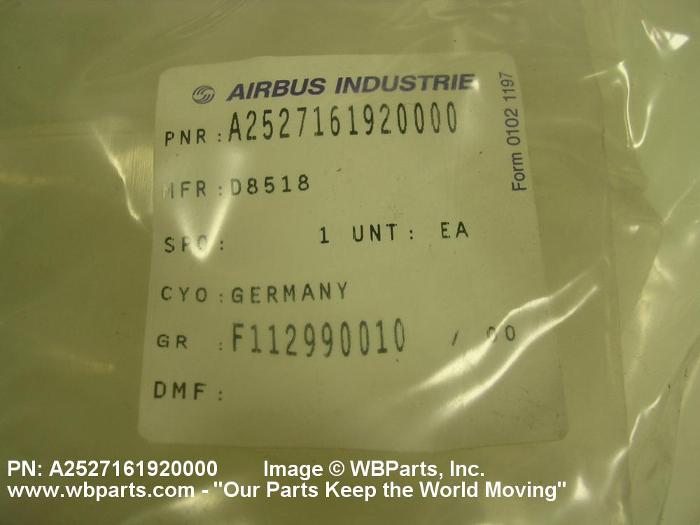 AIRBUS INDUSTRIE
PNR: A2527161920000
MFR: D8518
SPQ: 1 UNT: EA
CYO: GERMANY
GR : F112990010 / 00
DMF:
Form 0102 1197
PN: A2527161920000 Image © WBParts, Inc.
www.wbparts.com - "Our Parts Keep the World Moving"